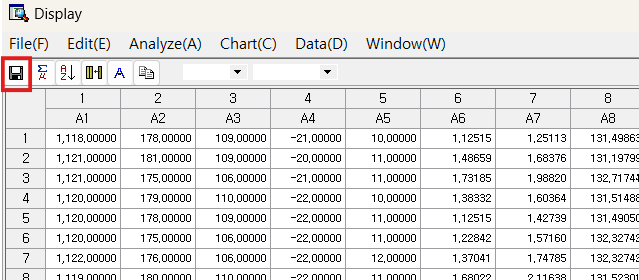 Display
File(F) Edit(E) Analyze(A) Chart(C) Data(D) Window(W)
Σ μ A Z A
1 2 3 4 5 6 7 8
A1 A2 A3 A4 A5 A6 A7 A8
1 1,118,00000 178,00000 109,00000 -21,00000 10,00000 1,12515 1,25113 131,49863
2 1,121,00000 181,00000 109,00000 -20,00000 11,00000 1,48659 1,68376 131,19799
3 1,121,00000 175,00000 106,00000 -21,00000 11,00000 1,73185 1,98820 132,71744
4 1,120,00000 179,00000 110,00000 -22,00000 10,00000 1,38332 1,60364 131,51488
5 1,120,00000 178,00000 109,00000 -22,00000 11,00000 1,12515 1,42739 131,49050
6 1,120,00000 175,00000 106,00000 -22,00000 11,00000 1,22842 1,57160 132,32743
7 1,122,00000 176,00000 106,00000 -22,00000 12,00000 1,37041 1,74785 132,32743
8 1,119,00000 180,00000 110,00000 -22,00000 11,00000 1,68022 2,11638 131,52301